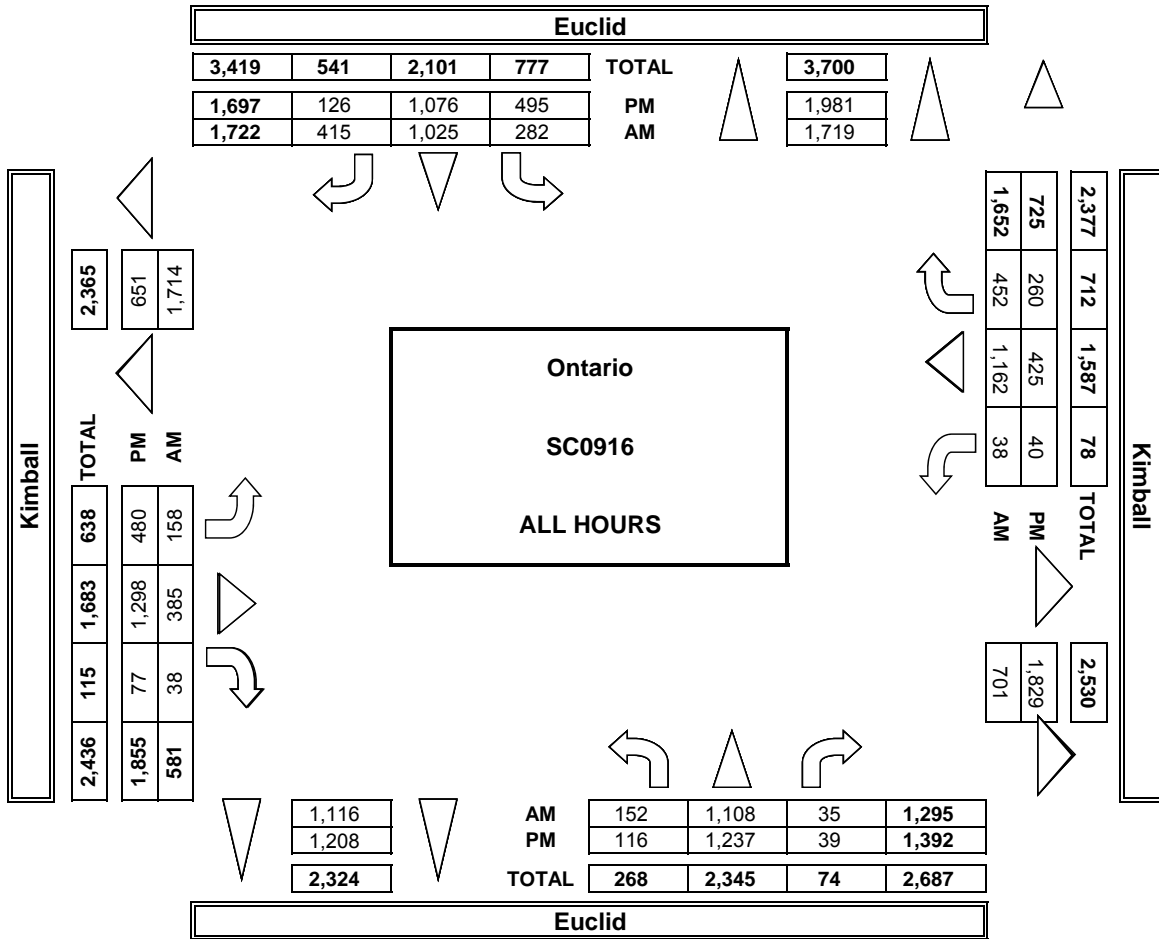 Euclid
3,419 541 2,101 777 TOTAL 3,700
1,697 126 1,076 495 PM 1,981
1,722 415 1,025 282 AM 1,719
Kimball
2,365
651
1,714
TOTAL 638 1,683 115 2,436
PM 480 1,298 77 1,855
AM 158 385 38 581
Ontario
SC0916
ALL HOURS
2,377 712 1,587 78 TOTAL 2,530
725 260 425 40 PM 1,829
1,652 452 1,162 38 AM 701
Kimball
1,116 AM 152 1,108 35 1,295
1,208 PM 116 1,237 39 1,392
2,324 TOTAL 268 2,345 74 2,687
Euclid